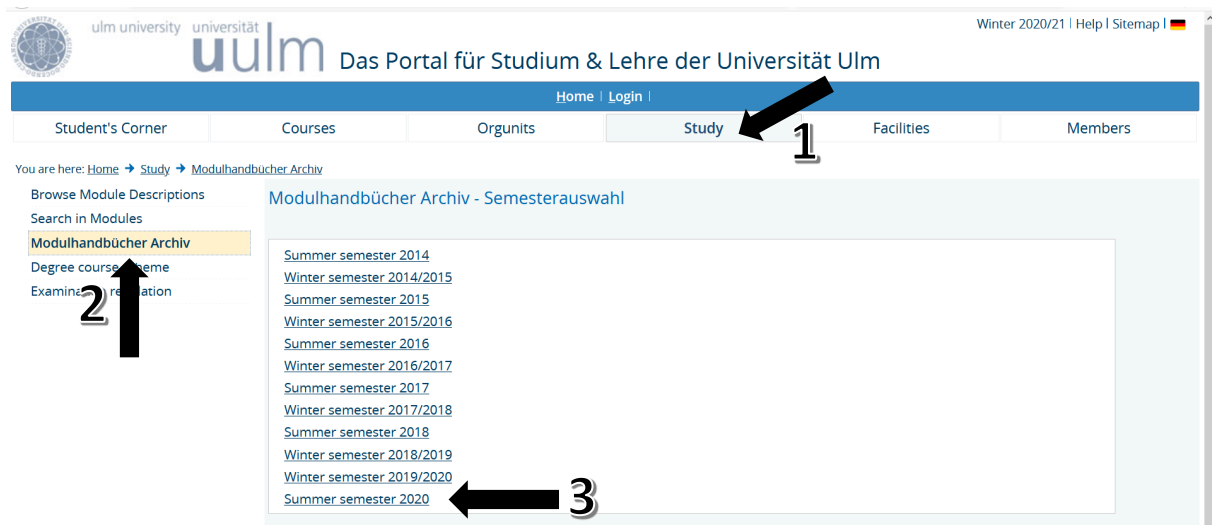 ulm university universität
uulm
Winter 2020/21 | Help | Sitemap |
Das Portal für Studium & Lehre der Universität Ulm
Home | Login |
Student's Corner Courses Orgunits Study Facilities Members
1
You are here: Home → Study → Modulhandbücher Archiv
Browse Module Descriptions
Search in Modules
Modulhandbücher Archiv
Degree course
Modulhandbücher Archiv - Semesterauswahl
Summer semester 2014
Winter semester 2014/2015
Summer semester 2015
Winter semester 2015/2016
Summer semester 2016
Winter semester 2016/2017
Summer semester 2017
Winter semester 2017/2018
Summer semester 2018
Winter semester 2018/2019
Winter semester 2019/2020
Summer semester 2020
2
3